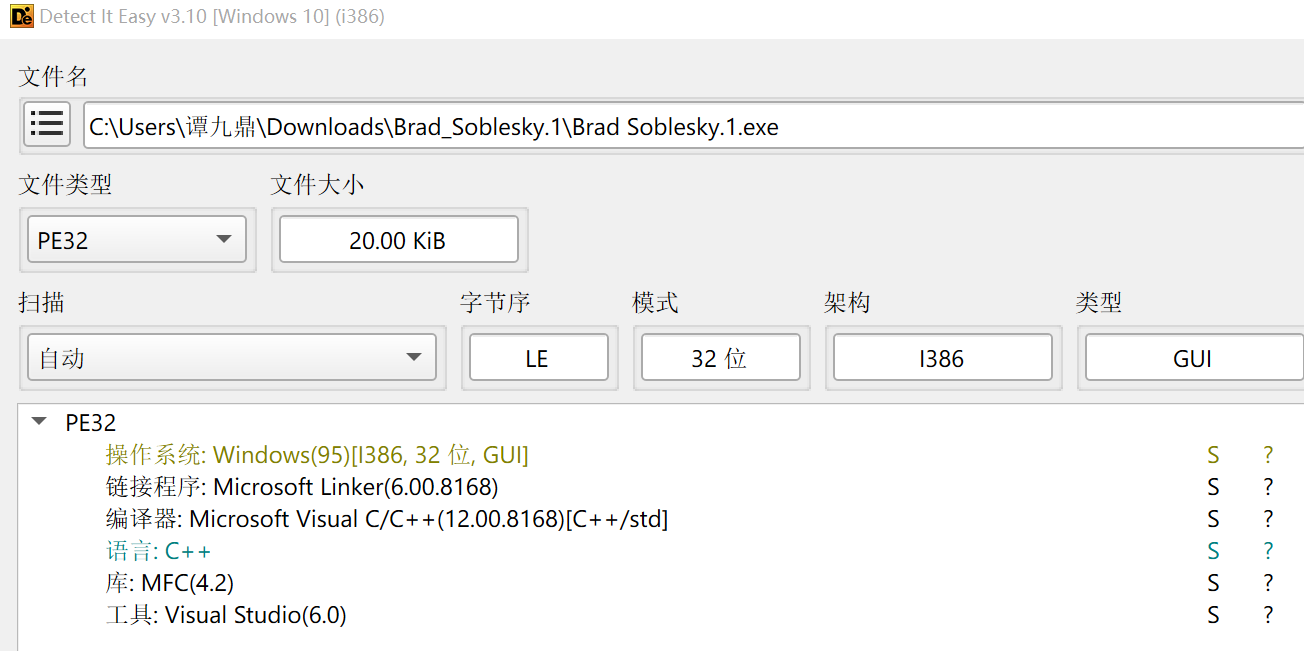 Detect It Easy v3.10 [Windows 10] (i386)
文件名
C:\Users\谭九鼎\Downloads\Brad_Soblesky.1\Brad Soblesky.1.exe
文件类型 文件大小
PE32 20.00 KiB
扫描 字节序 模式 架构 类型
自动 LE 32 位 I386 GUI
PE32
操作系统: Windows(95)[I386, 32 位, GUI] S ?
链接程序: Microsoft Linker(6.00.8168) S ?
编译器: Microsoft Visual C/C++(12.00.8168)[C++/std] S ?
语言: C++ S ?
库: MFC(4.2) S ?
工具: Visual Studio(6.0) S ?